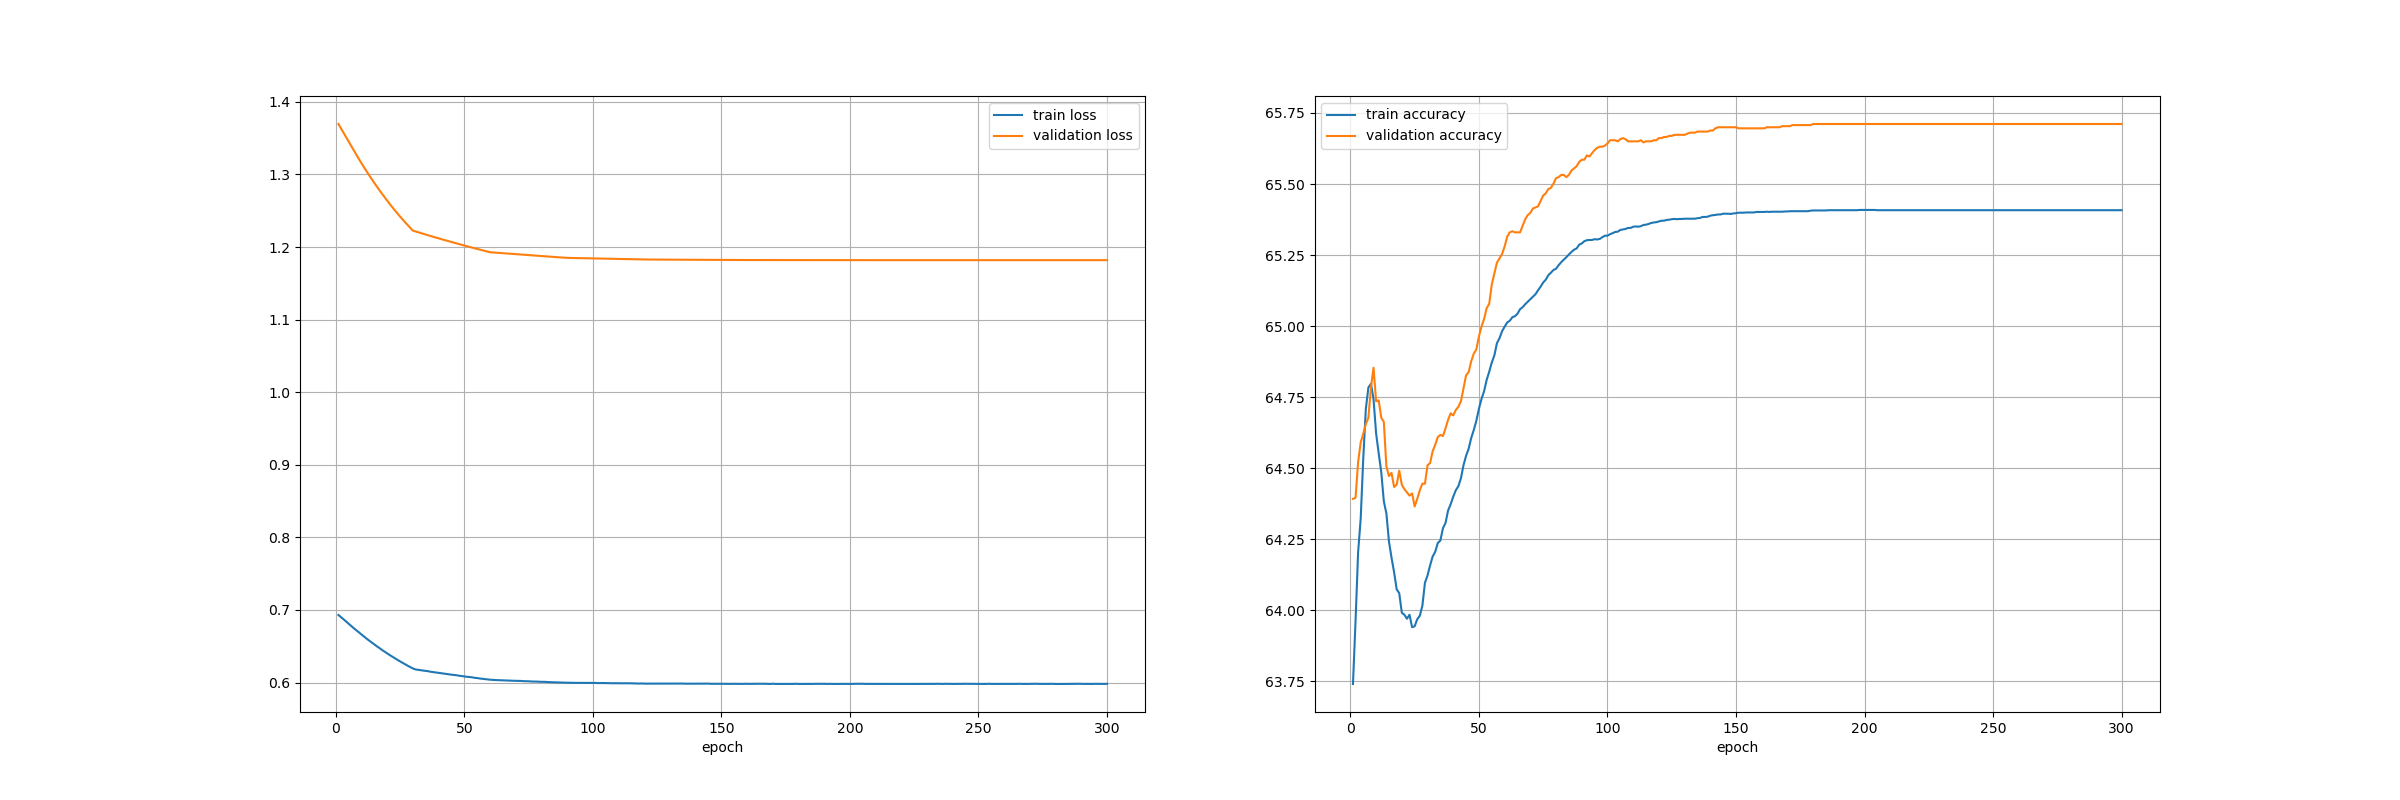 1.4
1.3
1.2
1.1
1.0
0.9
0.8
0.7
0.6
0 50 100 150 200 250 300
epoch
train loss
validation loss
65.75
65.50
65.25
65.00
64.75
64.50
64.25
64.00
63.75
0 50 100 150 200 250 300
epoch
train accuracy
validation accuracy